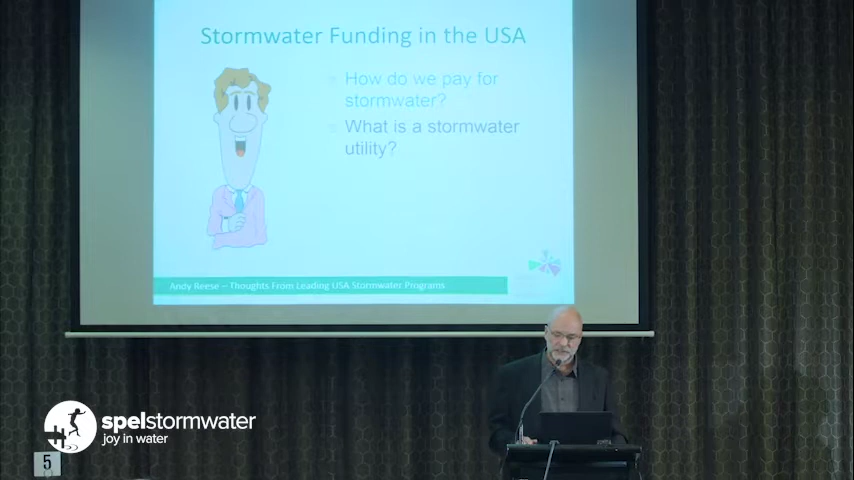 Stormwater Funding in the USA
How do we pay for
stormwater?
What is a stormwater
utility?
Andy Reese – Thoughts From Leading USA Stormwater Programs
spelstormwater
joy in water
5